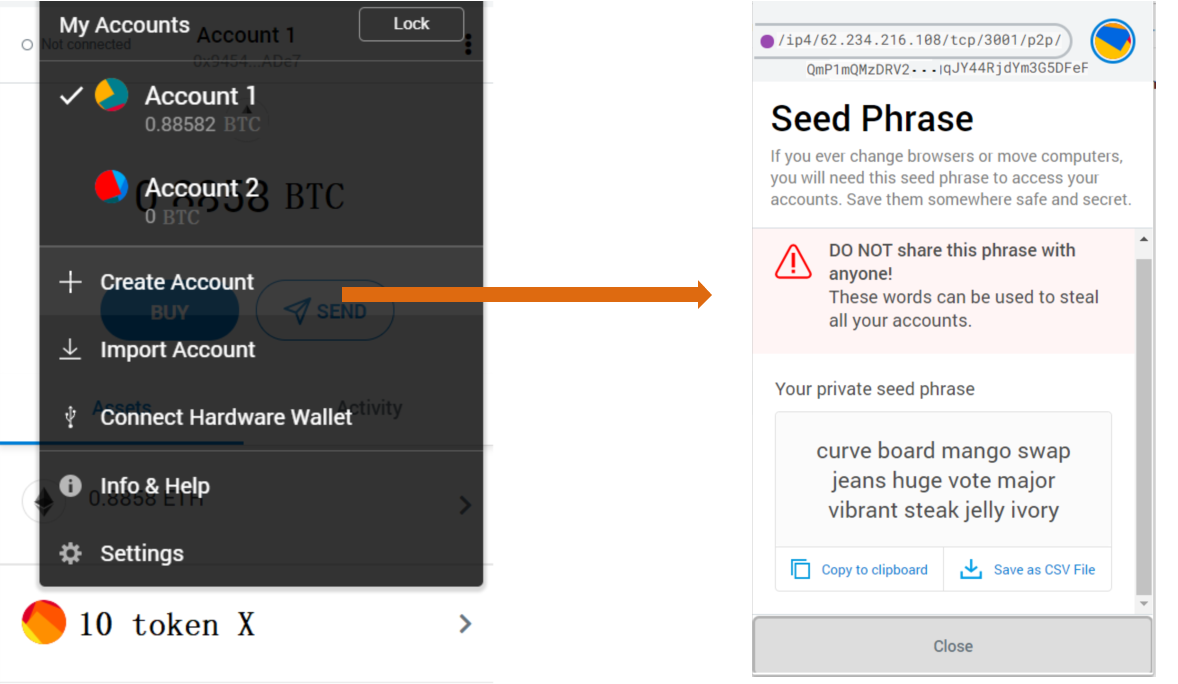 My Accounts
Lock
Not connected
Account 1
0x9454...ADe7
Account 1
0.88582 BTC
0.8858 BTC
Account 2
0 BTC
Create Account
BUY
SEND
Import Account
Assets
Activity
Connect Hardware Wallet
Info & Help
0.8858 ETH
Settings
10 token X
/ip4/62.234.216.108/tcp/3001/p2p/
QmP1mQMzDRV2...qJY44RjdYm3G5DFeF
Seed Phrase
If you ever change browsers or move computers,
you will need this seed phrase to access your
accounts. Save them somewhere safe and secret.
DO NOT share this phrase with
anyone!
These words can be used to steal
all your accounts.
Your private seed phrase
curve board mango swap
jeans huge vote major
vibrant steak jelly ivory
Copy to clipboard
Save as CSV File
Close